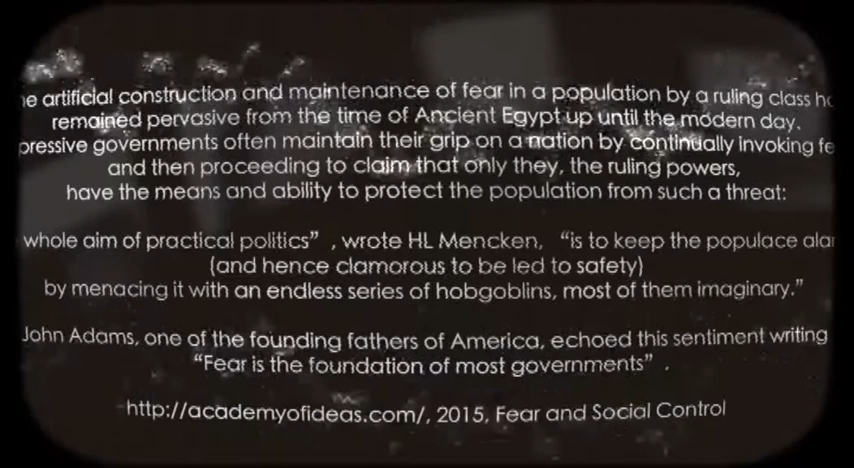 e artificial construction and maintenance of fear in a population by a ruling class
remained pervasive from the time of Ancient Egypt up until the modern day.
pressive governments often maintain their grip on a nation by continually invoking fe
and then proceeding to claim that only they, the ruling powers,
have the means and ability to protect the population from such a threat:
whole aim of practical politics” , wrote HL Mencken, “is to keep the populace alar
(and hence clamorous to be led to safety)
by menacing it with an endless series of hobgoblins, most of them imaginary.”
John Adams, one of the founding fathers of America, echoed this sentiment writing
“Fear is the foundation of most governments” .
http://academyofideas.com/, 2015, Fear and Social Control